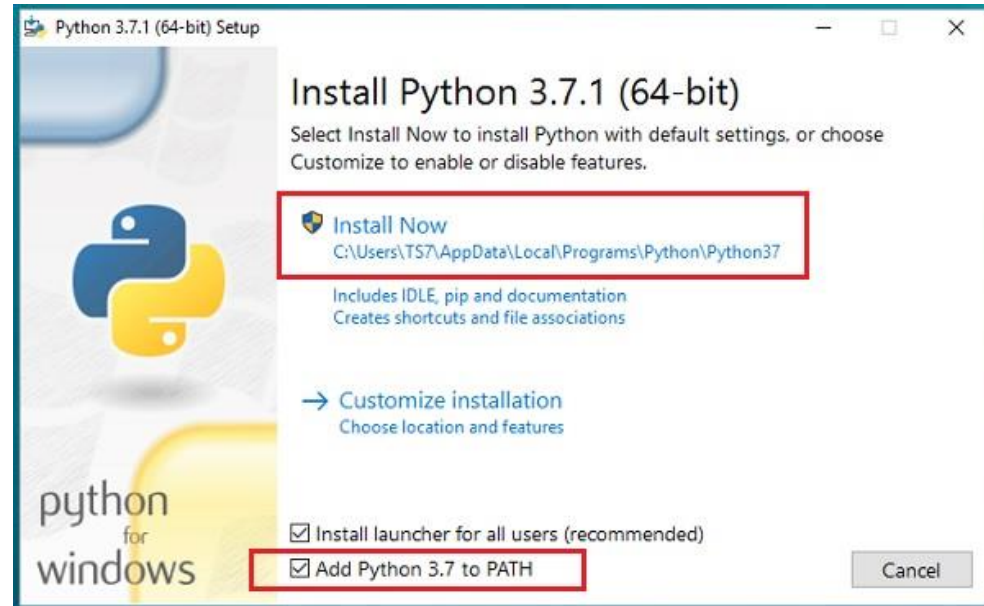 Python 3.7.1 (64-bit) Setup
Install Python 3.7.1 (64-bit)
Select Install Now to install Python with default settings, or choose
Customize to enable or disable features.
Install Now
C:\Users\TS7\AppData\Local\Programs\Python\Python37
Includes IDLE, pip and documentation
Creates shortcuts and file associations
Customize installation
Choose location and features
python
for
windows
Install launcher for all users (recommended)
Add Python 3.7 to PATH
Cancel